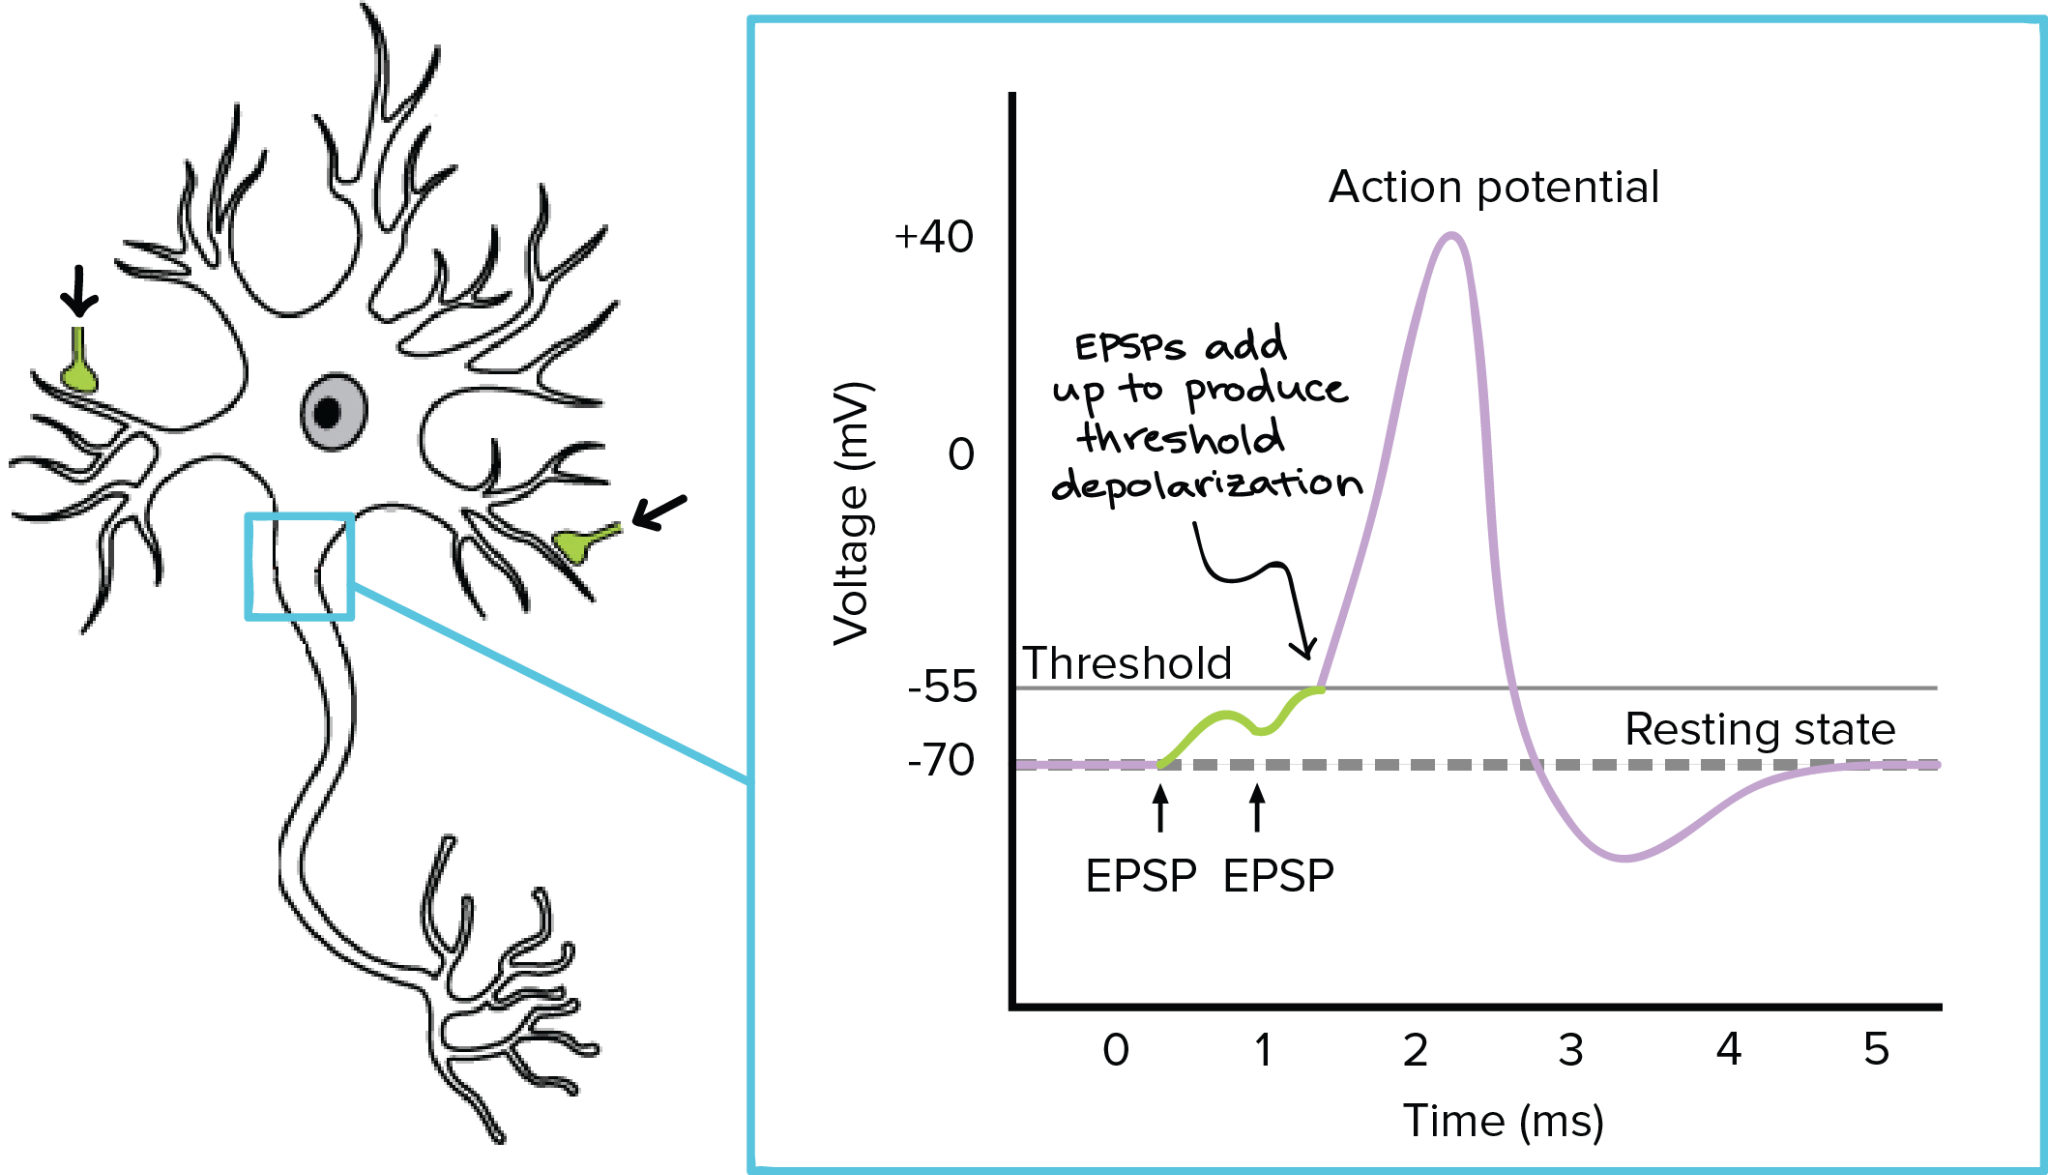 Action potential
+40
EPSPs add
up to produce
threshold
depolarization
Voltage (mV)
0
Threshold
-55
Resting state
-70
EPSP EPSP
0 1 2 3 4 5
Time (ms)